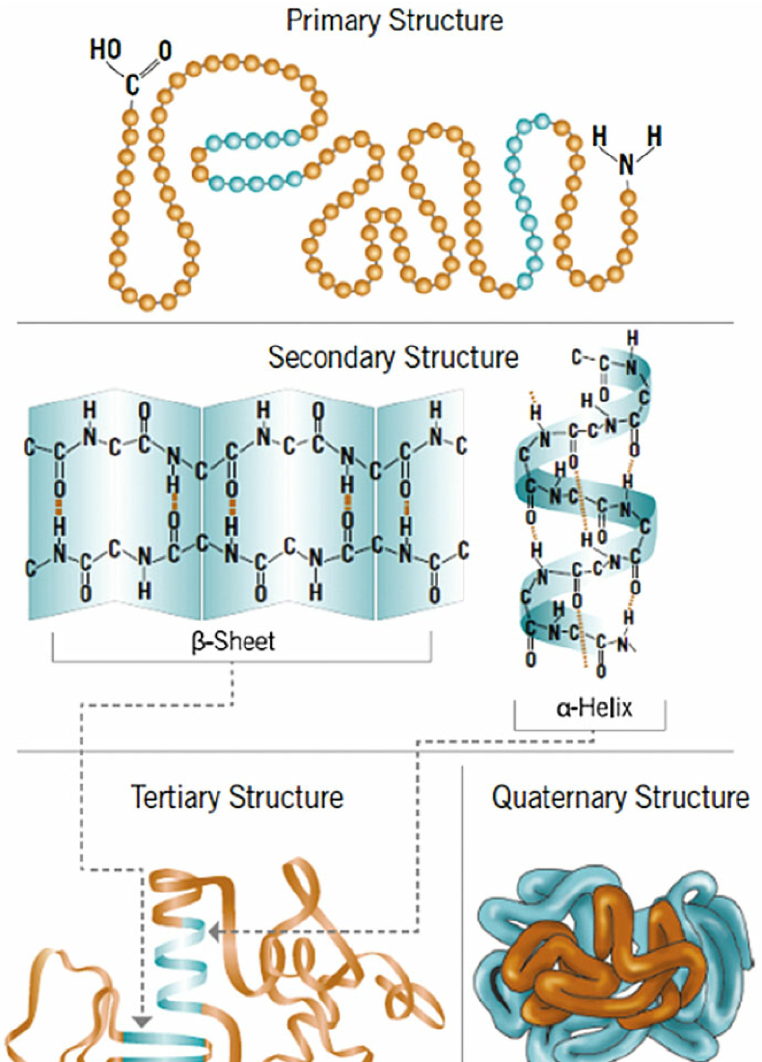 Primary Structure
HO O
C
H H
N
Secondary Structure
H O H O H
C C N C C N C C N C C N C C N C
O H O H O
H O H O H
C N C C N C C N C C N C C N C C
O H O H O
β-Sheet
H
C C N
O C
H H N C O
N C C
C O
C H H
O N C C N
O C
H H N C O
N C C
C O
C H H
O N C C N
O
α-Helix
Tertiary Structure
Quaternary Structure